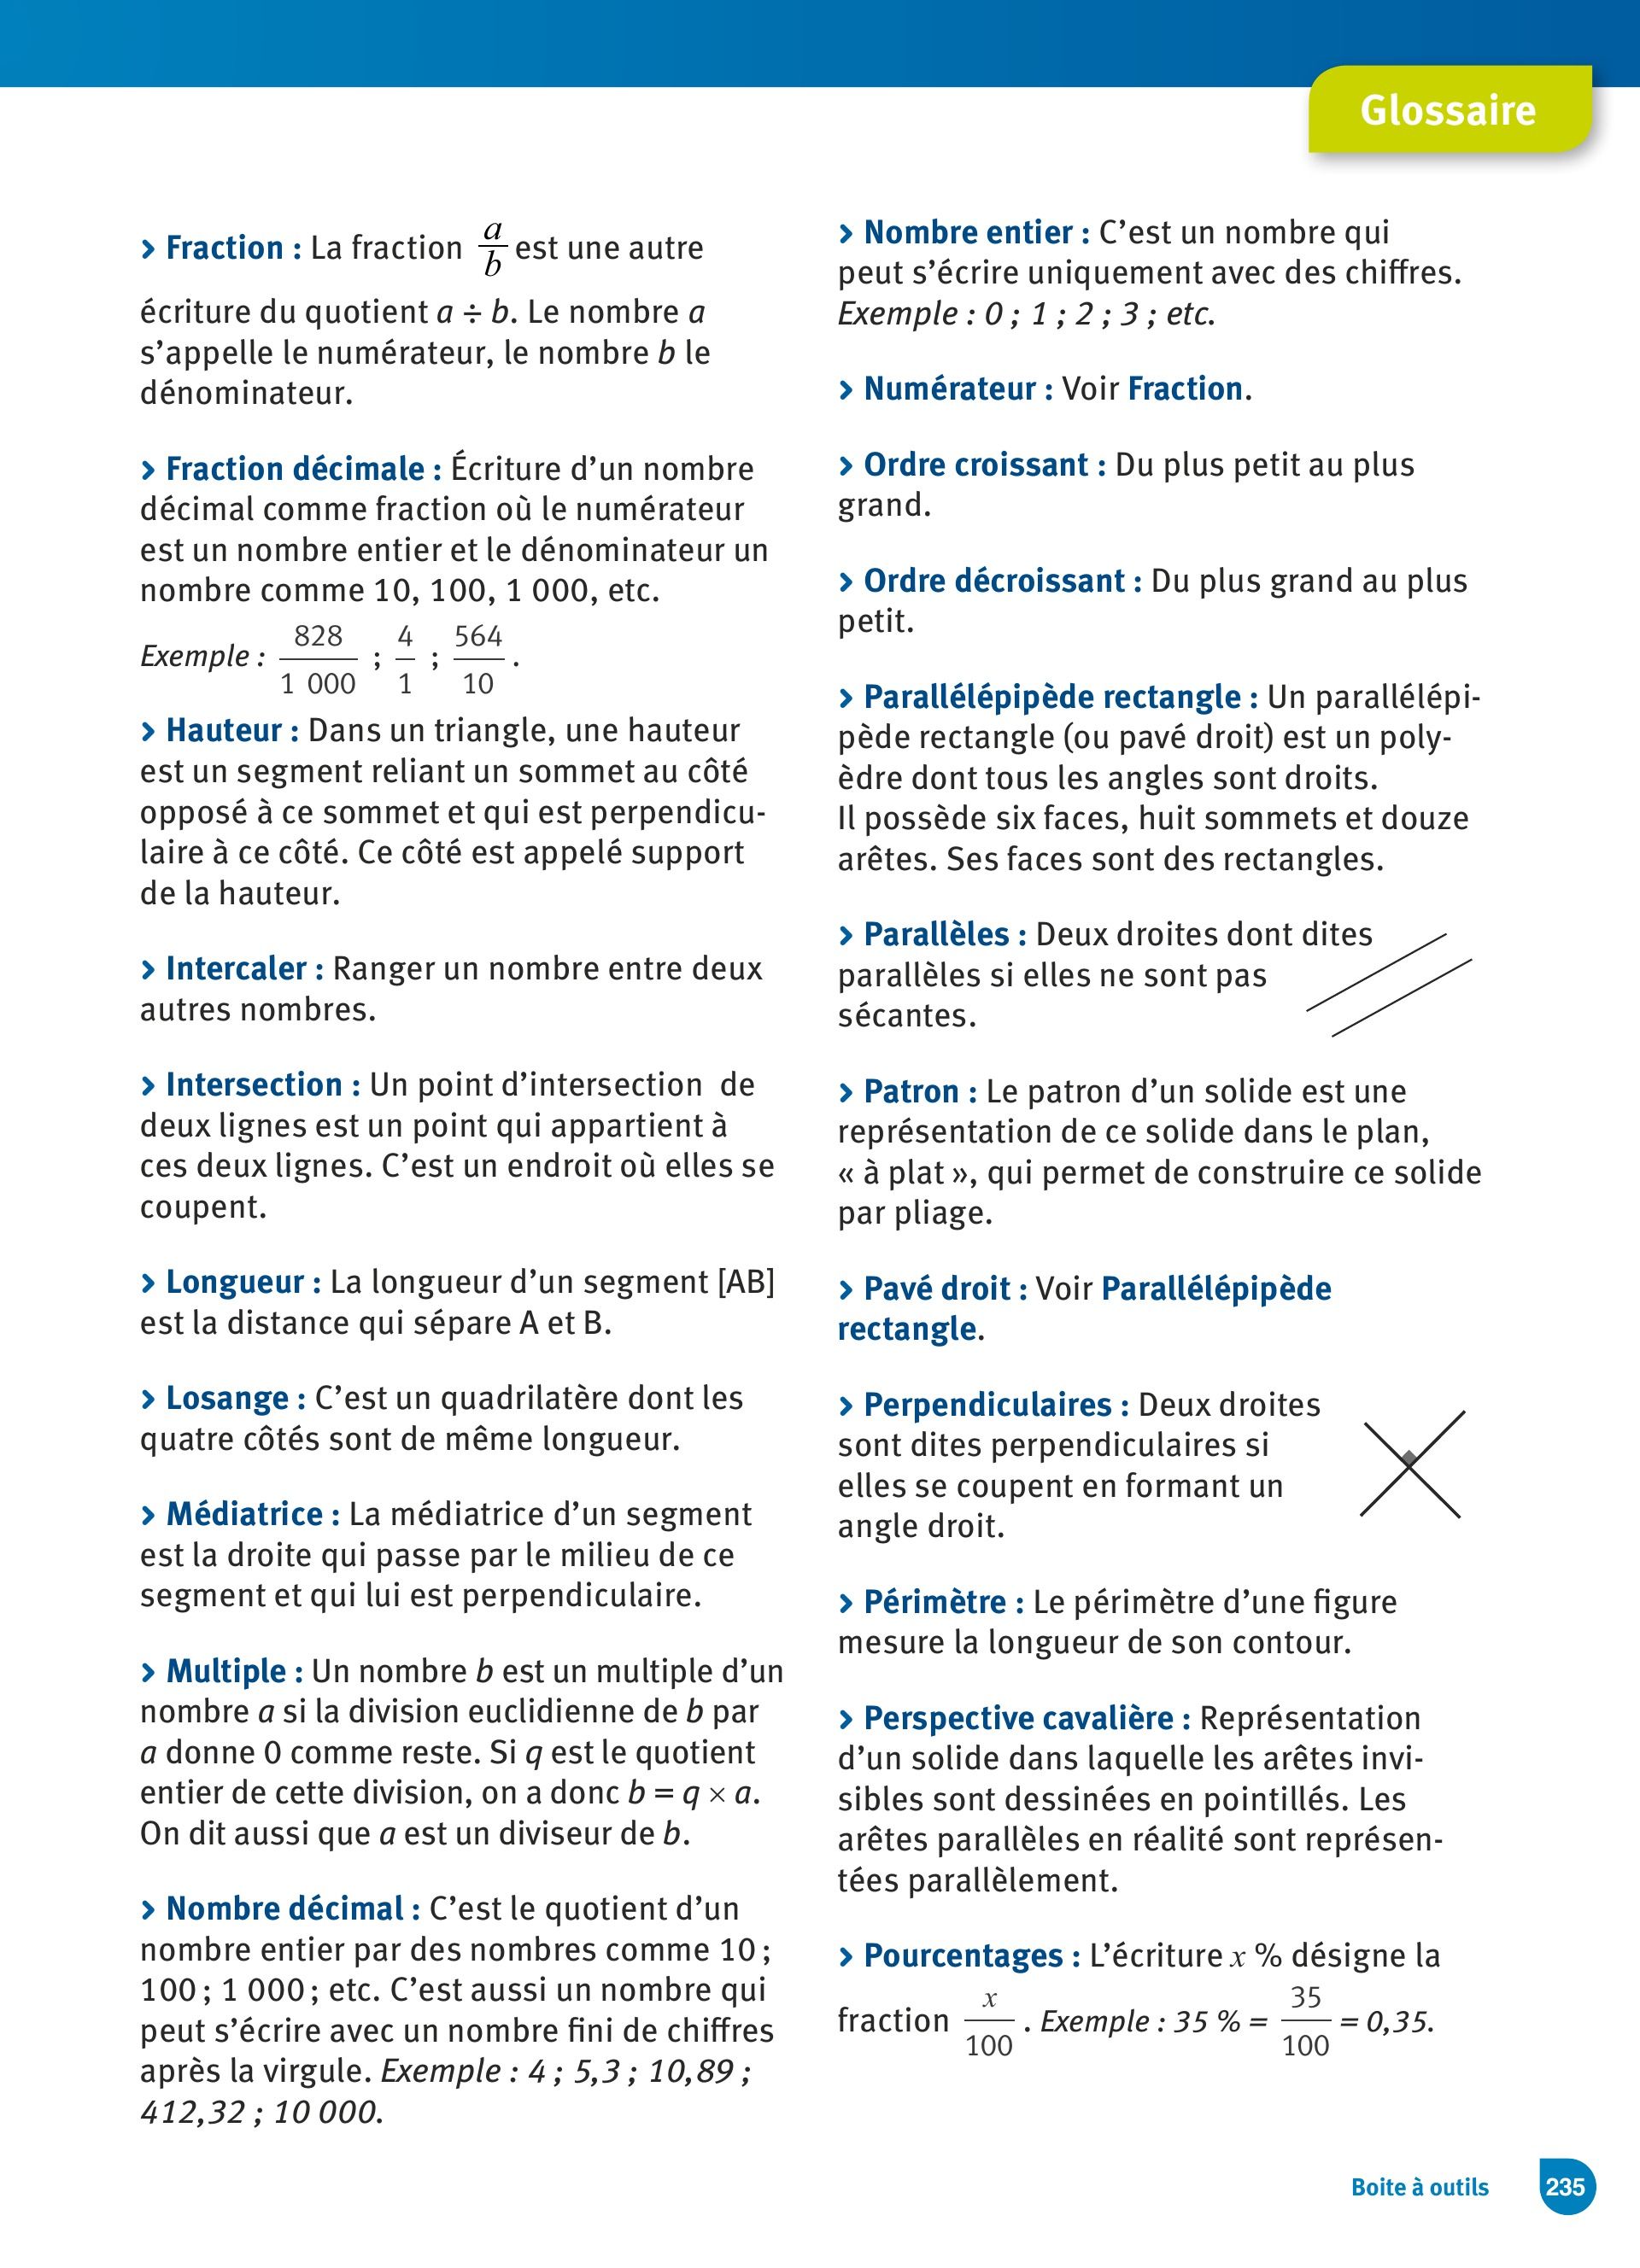 Glossaire
> Fraction : La fraction a/b est une autre
écriture du quotient a ÷ b. Le nombre a
s’appelle le numérateur, le nombre b le
dénominateur.
> Fraction décimale : Écriture d’un nombre
décimal comme fraction où le numérateur
est un nombre entier et le dénominateur un
nombre comme 10, 100, 1 000, etc.
Exemple : 828/1 000 ; 4/1 ; 564/10 .
> Hauteur : Dans un triangle, une hauteur
est un segment reliant un sommet au côté
opposé à ce sommet et qui est perpendicu-
laire à ce côté. Ce côté est appelé support
de la hauteur.
> Intercaler : Ranger un nombre entre deux
autres nombres.
> Intersection : Un point d’intersection de
deux lignes est un point qui appartient à
ces deux lignes. C’est un endroit où elles se
coupent.
> Longueur : La longueur d’un segment [AB]
est la distance qui sépare A et B.
> Losange : C’est un quadrilatère dont les
quatre côtés sont de même longueur.
> Médiatrice : La médiatrice d’un segment
est la droite qui passe par le milieu de ce
segment et qui lui est perpendiculaire.
> Multiple : Un nombre b est un multiple d’un
nombre a si la division euclidienne de b par
a donne 0 comme reste. Si q est le quotient
entier de cette division, on a donc b = q × a.
On dit aussi que a est un diviseur de b.
> Nombre décimal : C’est le quotient d’un
nombre entier par des nombres comme 10 ;
100 ; 1 000 ; etc. C’est aussi un nombre qui
peut s’écrire avec un nombre fini de chiffres
après la virgule. Exemple : 4 ; 5,3 ; 10,89 ;
412,32 ; 10 000.
> Nombre entier : C’est un nombre qui
peut s’écrire uniquement avec des chiffres.
Exemple : 0 ; 1 ; 2 ; 3 ; etc.
> Numérateur : Voir Fraction.
> Ordre croissant : Du plus petit au plus
grand.
> Ordre décroissant : Du plus grand au plus
petit.
> Parallélépipède rectangle : Un parallélépi-
pède rectangle (ou pavé droit) est un poly-
èdre dont tous les angles sont droits.
Il possède six faces, huit sommets et douze
arêtes. Ses faces sont des rectangles.
> Parallèles : Deux droites dont dites
parallèles si elles ne sont pas
sécantes.
> Patron : Le patron d’un solide est une
représentation de ce solide dans le plan,
« à plat », qui permet de construire ce solide
par pliage.
> Pavé droit : Voir Parallélépipède
rectangle.
> Perpendiculaires : Deux droites
sont dites perpendiculaires si
elles se coupent en formant un
angle droit.
> Périmètre : Le périmètre d’une figure
mesure la longueur de son contour.
> Perspective cavalière : Représentation
d’un solide dans laquelle les arêtes invi-
sibles sont dessinées en pointillés. Les
arêtes parallèles en réalité sont représen-
tées parallèlement.
> Pourcentages : L’écriture x % désigne la
fraction x/100 . Exemple : 35 % = 35/100 = 0,35.
Boite à outils 235